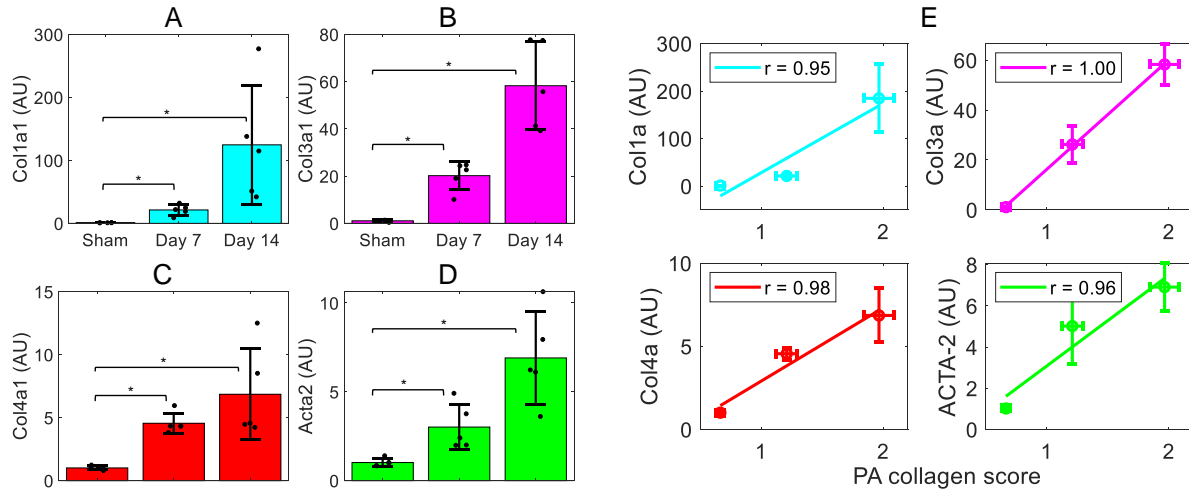 A
Col1a1 (AU)
300
200
100
0
*
*
Sham Day 7 Day 14
B
Col3a1 (AU)
80
60
40
20
0
*
*
Sham Day 7 Day 14
C
Col4a1 (AU)
15
10
5
0
*
*
D
Acta2 (AU)
10
5
0
*
*
E
Col1a (AU)
300
200
100
0
r = 0.95
1 2
Col3a (AU)
60
40
20
0
r = 1.00
1 2
Col4a (AU)
10
5
0
r = 0.98
1 2
ACTA-2 (AU)
8
6
4
2
0
r = 0.96
1 2
PA collagen score